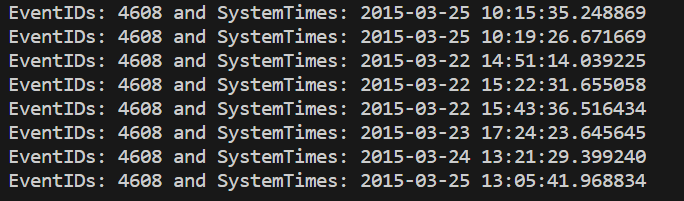 EventIDs: 4608 and SystemTimes: 2015-03-25 10:15:35.248869
EventIDs: 4608 and SystemTimes: 2015-03-25 10:19:26.671669
EventIDs: 4608 and SystemTimes: 2015-03-22 14:51:14.039225
EventIDs: 4608 and SystemTimes: 2015-03-22 15:22:31.655058
EventIDs: 4608 and SystemTimes: 2015-03-22 15:43:36.516434
EventIDs: 4608 and SystemTimes: 2015-03-23 17:24:23.645645
EventIDs: 4608 and SystemTimes: 2015-03-24 13:21:29.399240
EventIDs: 4608 and SystemTimes: 2015-03-25 13:05:41.968834